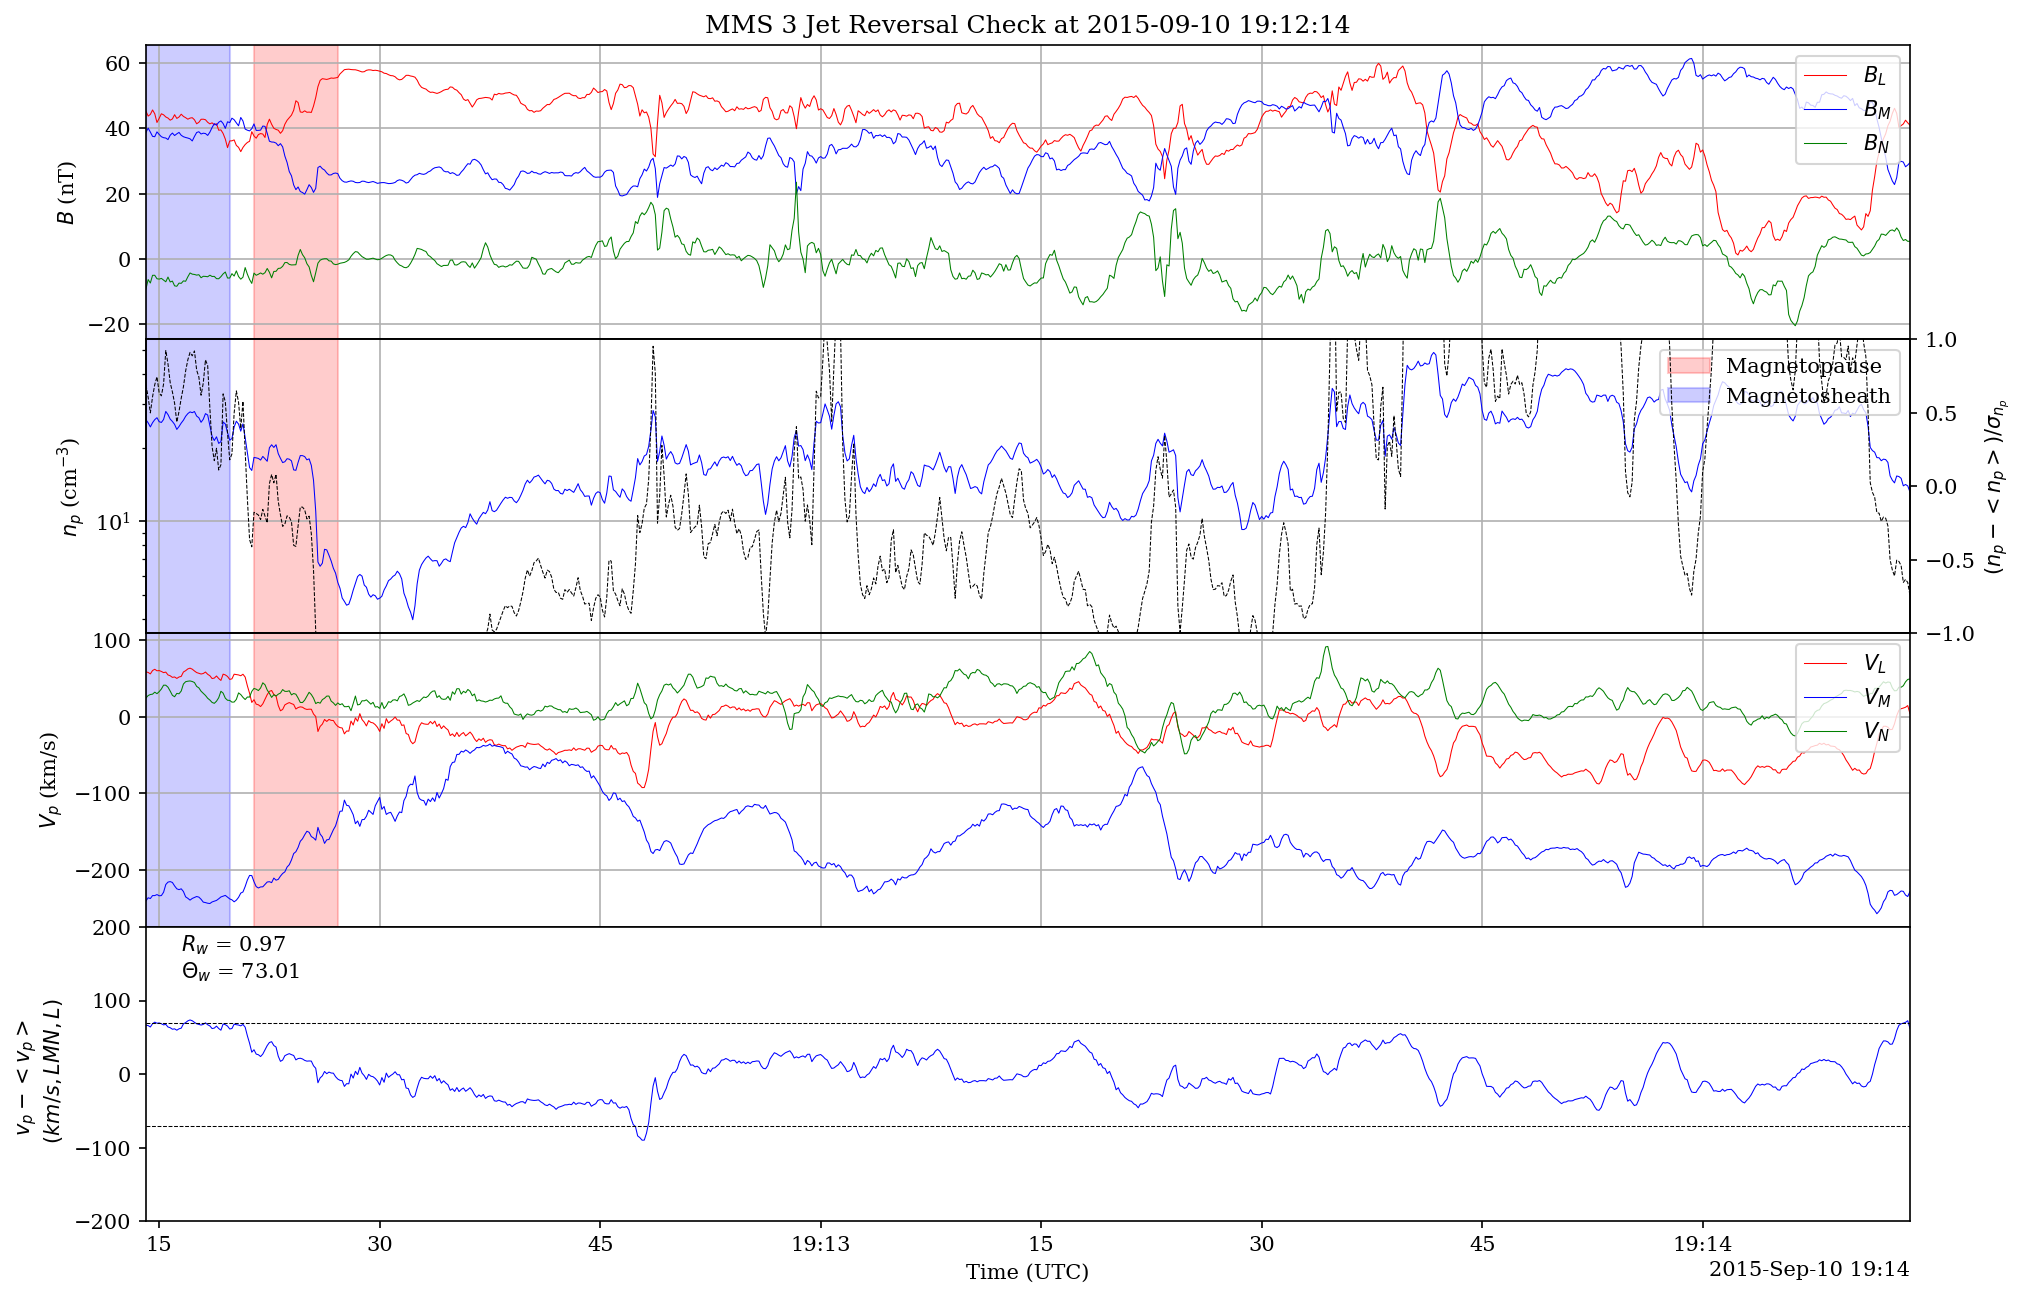 MMS 3 Jet Reversal Check at 2015-09-10 19:12:14
60
40
20
0
−20
B (nT)
B_L
B_M
B_N
10^1
n_p (cm^−3)
1.0
0.5
0.0
−0.5
−1.0
(n_p − < n_p >)/σ_{n_p}
Magnetopause
Magnetosheath
100
0
−100
−200
V_p (km/s)
V_L
V_M
V_N
200
100
0
−100
−200
v_p − < v_p >
(km/s, LMN, L)
R_w = 0.97
Θ_w = 73.01
15
30
45
19:13
15
30
45
19:14
Time (UTC)
2015-Sep-10 19:14